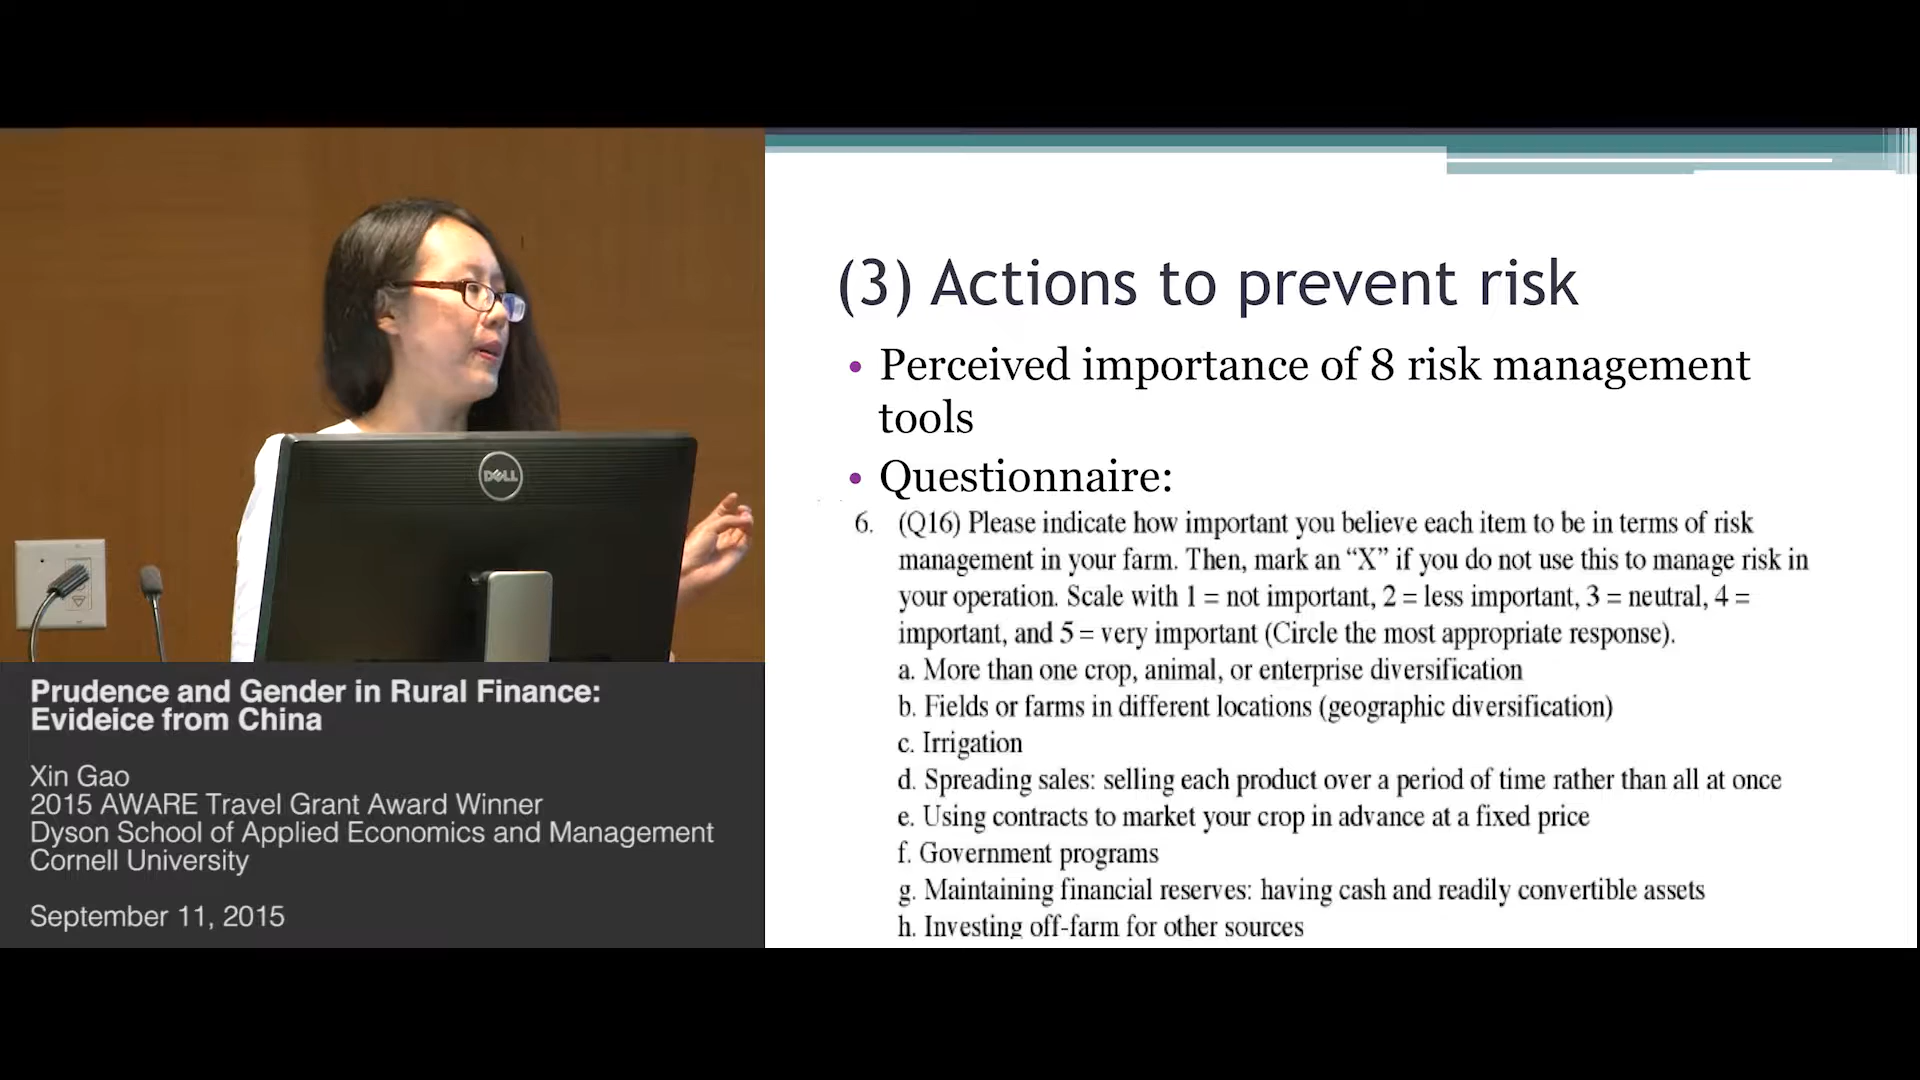 DELL
Prudence and Gender in Rural Finance:
Evideice from China
Xin Gao
2015 AWARE Travel Grant Award Winner
Dyson School of Applied Economics and Management
Cornell University
September 11, 2015
(3) Actions to prevent risk
• Perceived importance of 8 risk management
tools
• Questionnaire:
6. (Q16) Please indicate how important you believe each item to be in terms of risk
management in your farm. Then, mark an “X” if you do not use this to manage risk in
your operation. Scale with 1 = not important, 2 = less important, 3 = neutral, 4 =
important, and 5 = very important (Circle the most appropriate response).
a. More than one crop, animal, or enterprise diversification
b. Fields or farms in different locations (geographic diversification)
c. Irrigation
d. Spreading sales: selling each product over a period of time rather than all at once
e. Using contracts to market your crop in advance at a fixed price
f. Government programs
g. Maintaining financial reserves: having cash and readily convertible assets
h. Investing off-farm for other sources